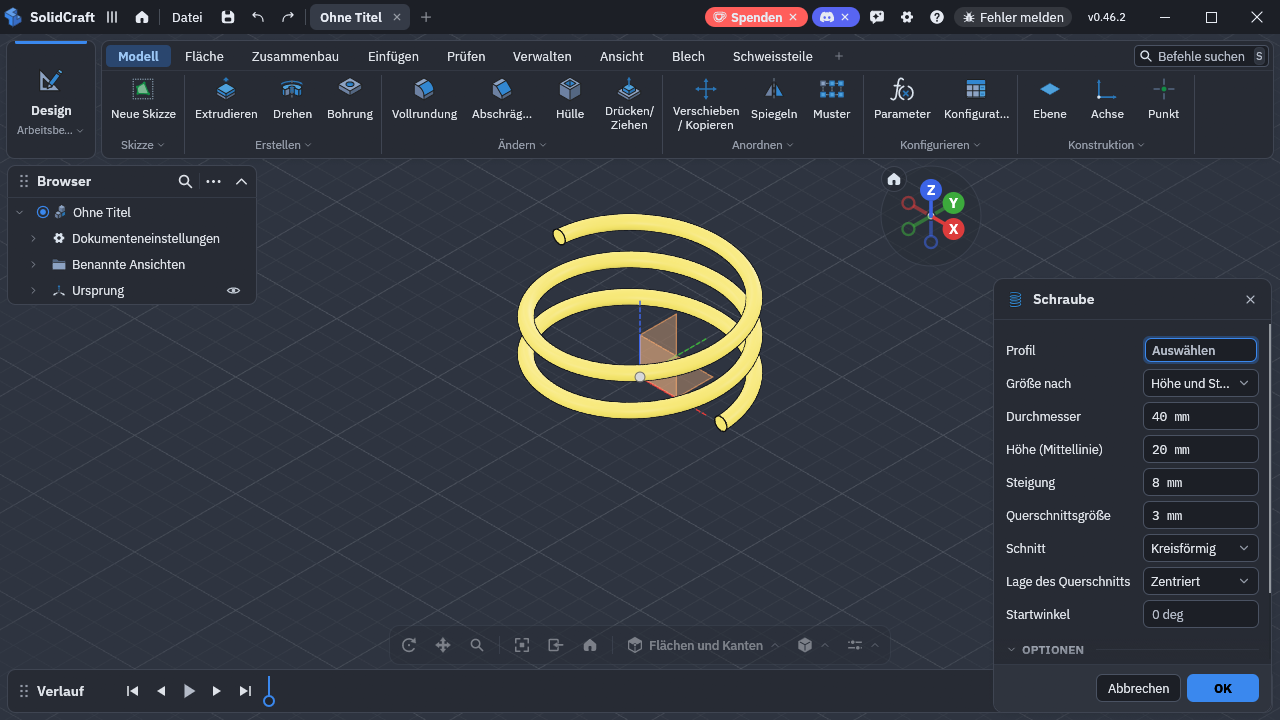 SolidCraft
Datei
Ohne Titel
Spenden
Fehler melden
v0.46.2
Design
Arbeitsbe...
Modell
Fläche
Zusammenbau
Einfügen
Prüfen
Verwalten
Ansicht
Blech
Schweissteile
Befehle suchen
S
Neue Skizze
Extrudieren
Drehen
Bohrung
Vollrundung
Abschräg...
Hülle
Drücken/
Ziehen
Verschieben
/ Kopieren
Spiegeln
Muster
Parameter
Konfigurat...
Ebene
Achse
Punkt
Skizze
Erstellen
Ändern
Anordnen
Konfigurieren
Konstruktion
Browser
Ohne Titel
Dokumenteneinstellungen
Benannte Ansichten
Ursprung
Z
Y
X
Schraube
Profil
Auswählen
Größe nach
Höhe und St...
Durchmesser
40 mm
Höhe (Mittellinie)
20 mm
Steigung
8 mm
Querschnittsgröße
3 mm
Schnitt
Kreisförmig
Lage des Querschnitts
Zentriert
Startwinkel
0 deg
OPTIONEN
Abbrechen
OK
Flächen und Kanten
Verlauf